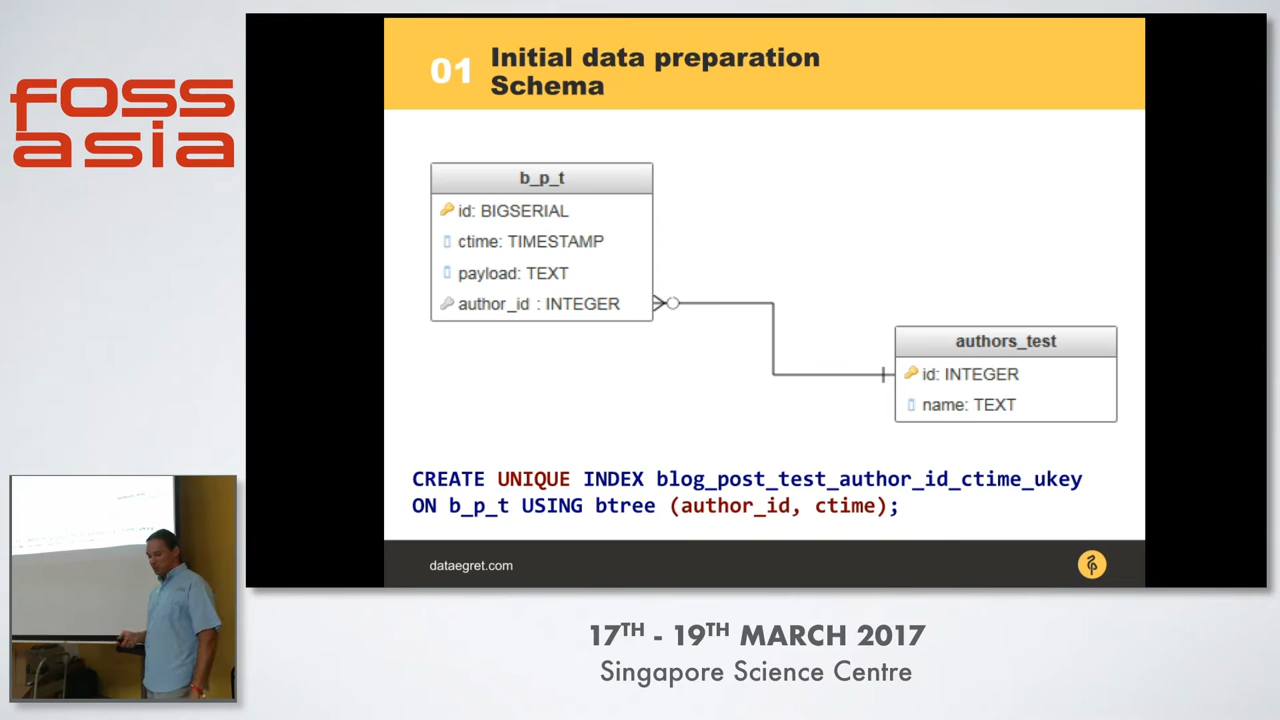 foss
asia
01
Initial data preparation
Schema
b_p_t
id: BIGSERIAL
ctime: TIMESTAMP
payload: TEXT
author_id : INTEGER
authors_test
id: INTEGER
name: TEXT
CREATE UNIQUE INDEX blog_post_test_author_id_ctime_ukey
ON b_p_t USING btree (author_id, ctime);
dataegret.com
17TH - 19TH MARCH 2017
Singapore Science Centre